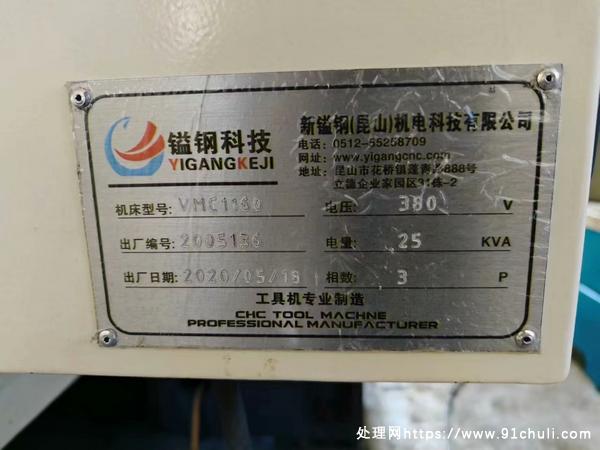 镒钢科技
YIGANGKEJI
新镒钢(昆山)机电科技有限公司
电话：0512-55258709
网址：www.yigangcnc.com
地址：昆山市花桥镇蓬青路888号
立德企业家园区31栋-2
机床型号: VMC1160 电压: 380 V
出厂编号: 2005136 电量: 25 KVA
出厂日期: 2020/05/18 相数: 3 P
工具机专业制造
CHC TOOL MACHINE
PROFESSIONAL MANUFACTURER
处理网https://www.91chuli.com/